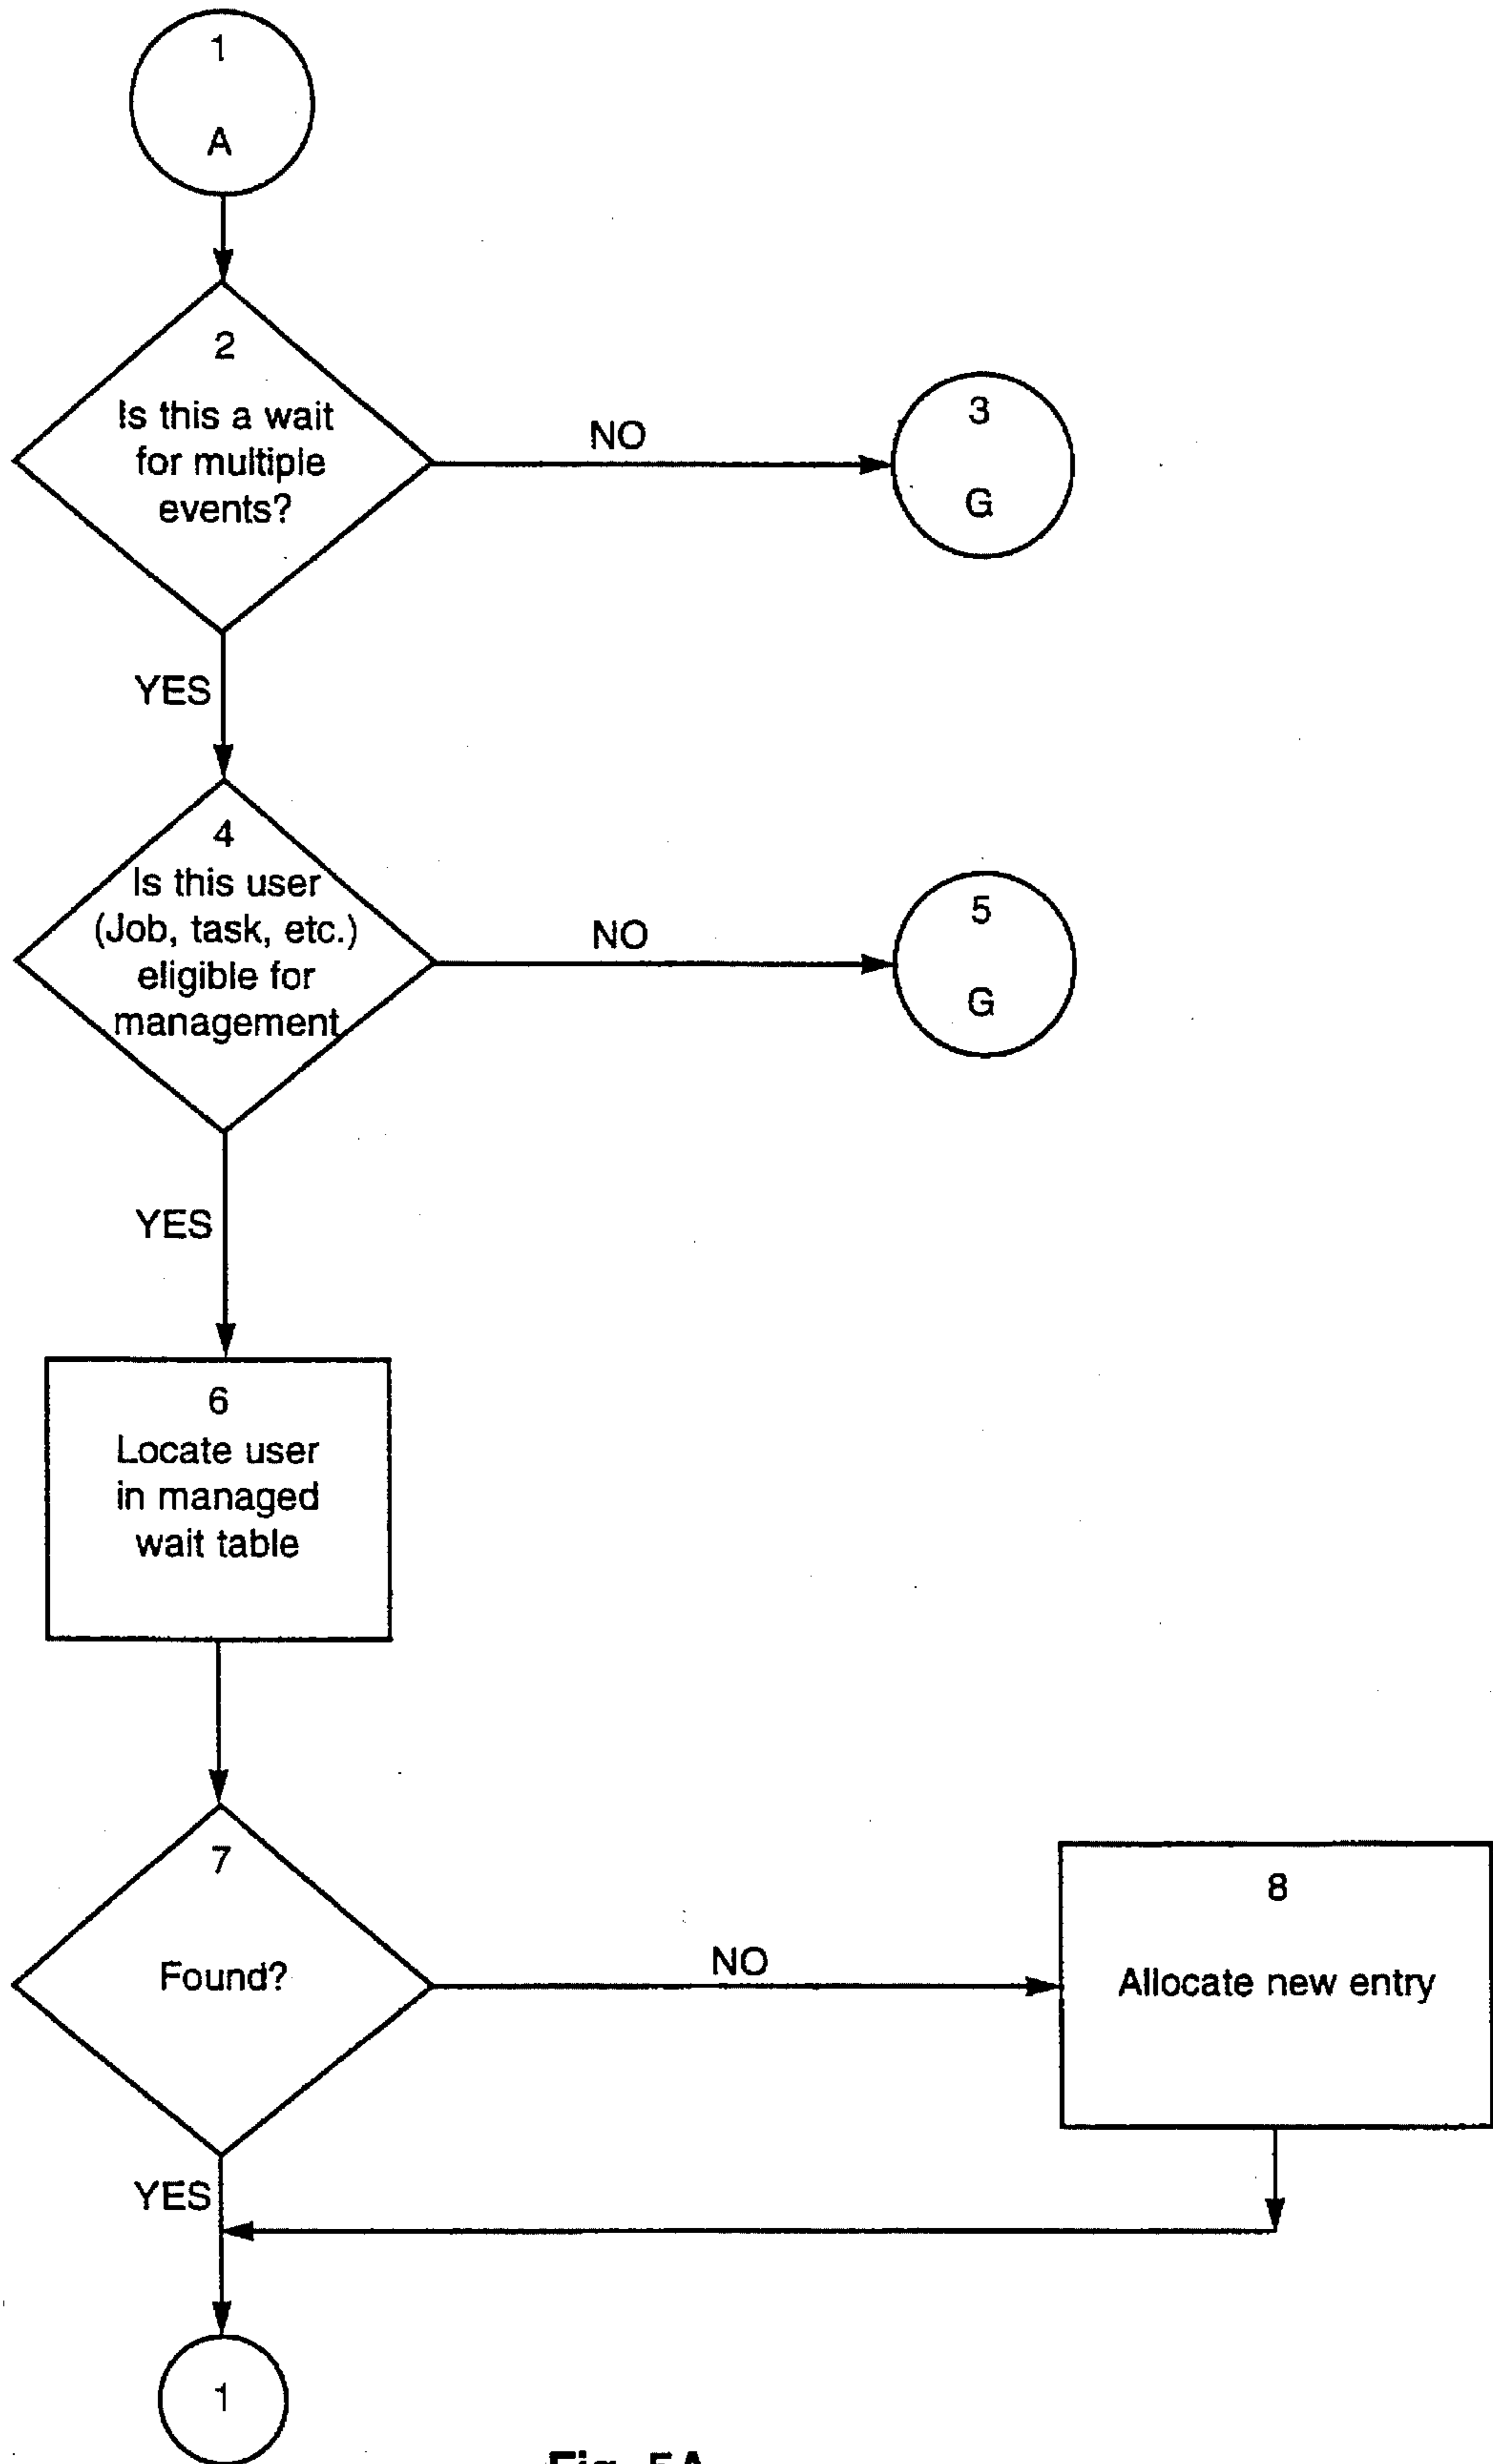 1
A
2
Is this a wait
for multiple
events?
NO
3
G
YES
4
Is this user
(Job, task, etc.)
eligible for
management
NO
5
G
YES
6
Locate user
in managed
wait table
7
Found?
NO
8
Allocate new entry
YES
1
Fig. 5A